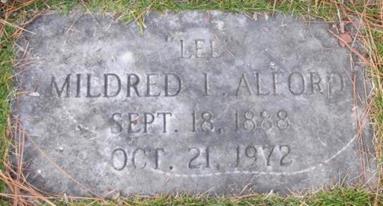 "LEE"
MILDRED L. ALFORD
SEPT. 18, 1888
OCT. 21, 1972